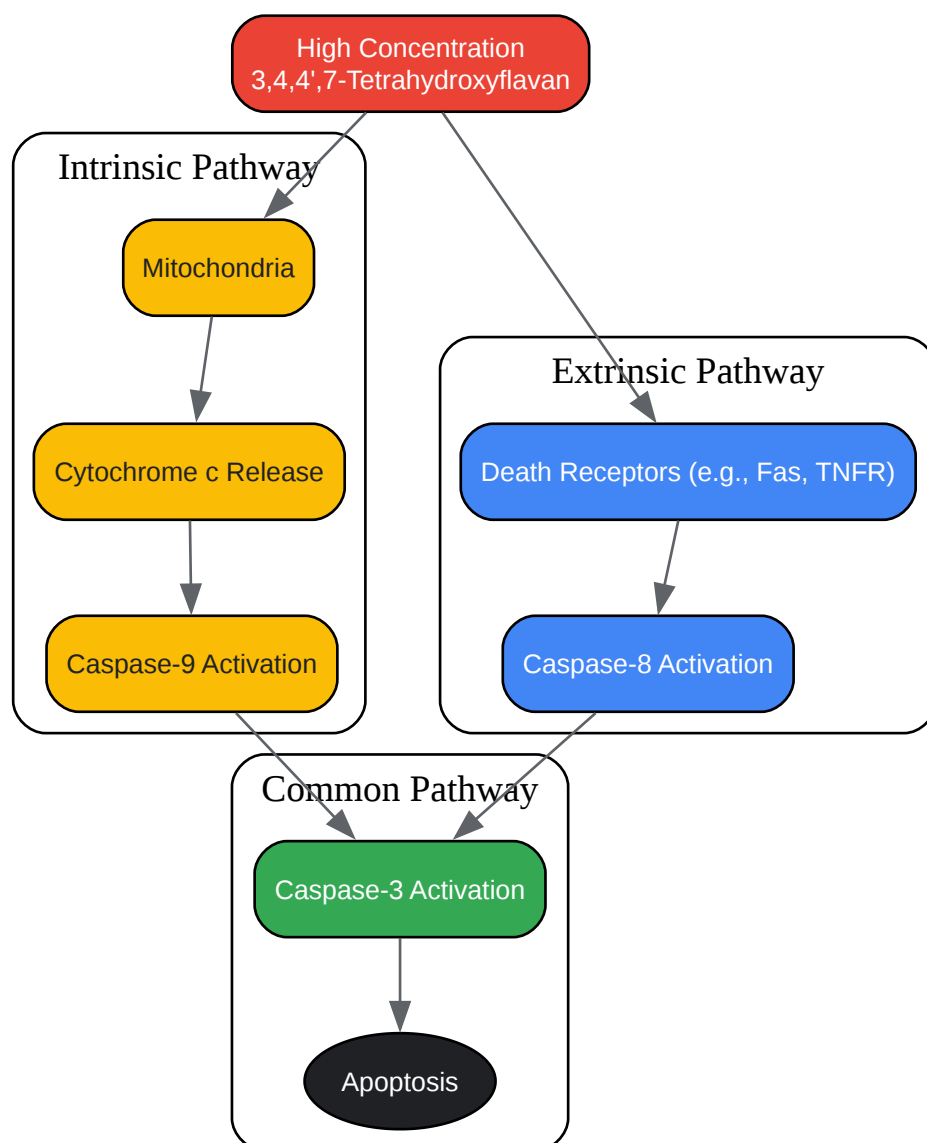 High Concentration
3,4,4',7-Tetrahydroxyflavan
Intrinsic Pathway
Mitochondria
Cytochrome c Release
Caspase-9 Activation
Extrinsic Pathway
Death Receptors (e.g., Fas, TNFR)
Caspase-8 Activation
Common Pathway
Caspase-3 Activation
Apoptosis